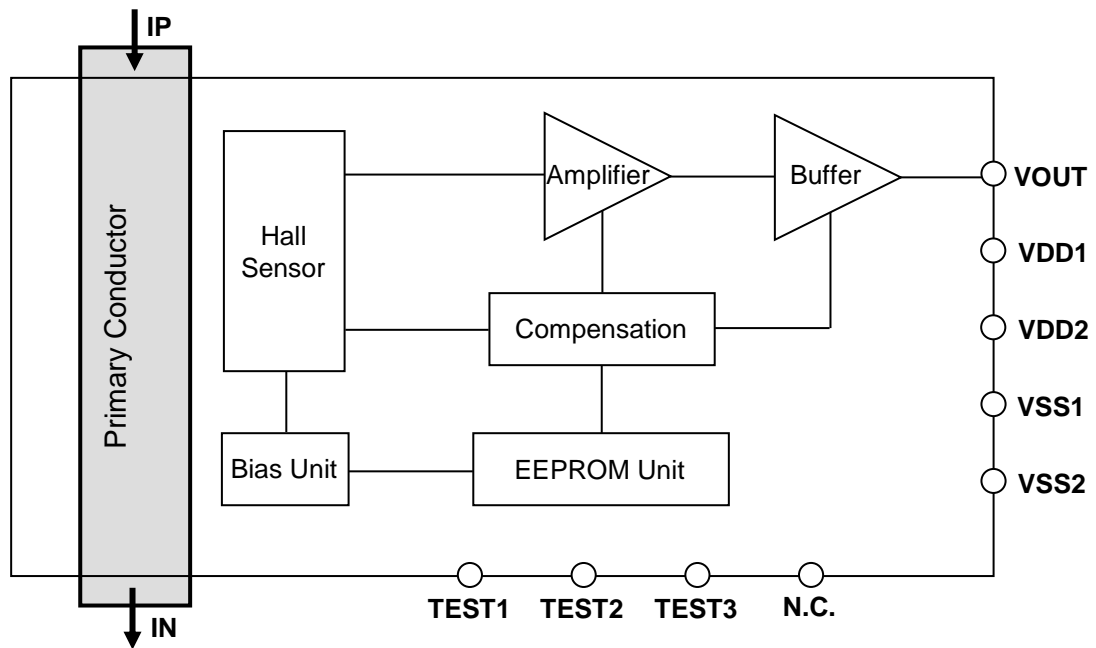 IP
Primary Conductor
Hall
Sensor
Amplifier
Buffer
VOUT
VDD1
Compensation
VDD2
VSS1
Bias Unit
EEPROM Unit
VSS2
TEST1
TEST2
TEST3
N.C.
IN